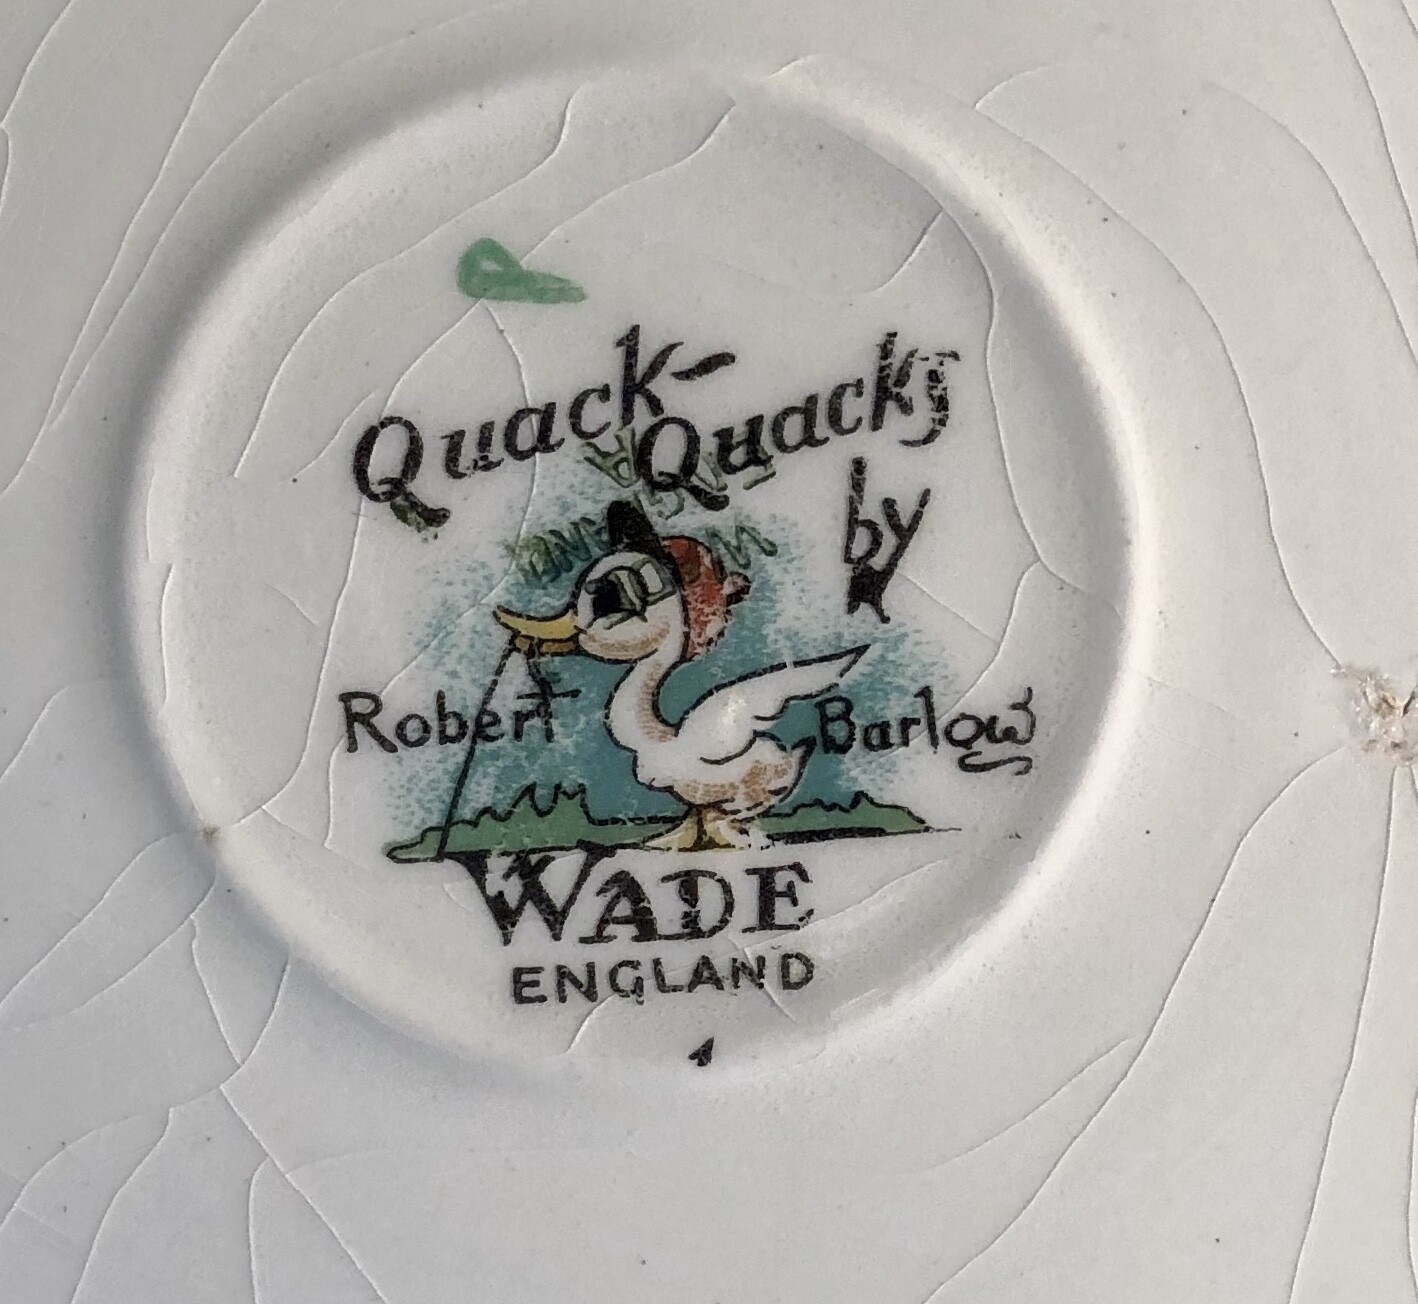 Quack-
Quacks
by
Robert Barlow
WADE
ENGLAND